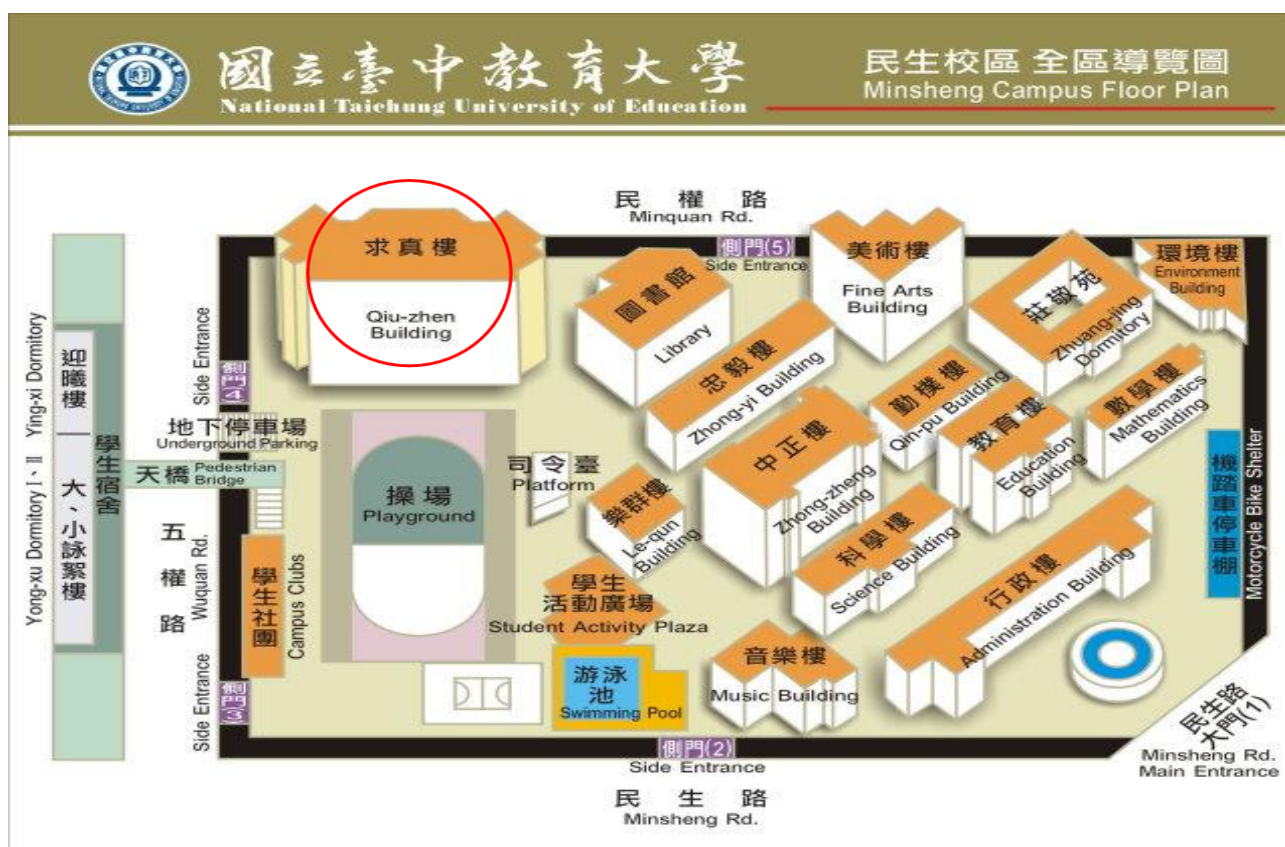 國立臺中教育大學
National Taichung University of Education
民生校區 全區導覽圖
Minsheng Campus Floor Plan
民權路
Minquan Rd.
求真樓
Qiu-zhen
Building
圖書館
Library
側門(5)
Side Entrance
美術樓
Fine Arts
Building
莊敬苑
Zhuang-jing
Dormitory
環境樓
Environment
Building
忠毅樓
Zhong-yi Building
勤樸樓
Qin-pu Building
教育樓
Education
Building
數學樓
Mathematics
Building
中正樓
Zhong-zheng
Building
側門4
Side Entrance
地下停車場
Underground Parking
天橋
Pedestrian
Bridge
迎曦樓
Ying-xi Dormitory
大、小詠絮樓
Yong-xu Dormitory I、II
學生宿舍
五權路
Wuquan Rd.
操場
Playground
司令臺
Platform
樂群樓
Le-qun
Building
科學樓
Science Building
機踏車停車棚
Motorcycle Bike Shelter
學生社團
Campus Clubs
學生
活動廣場
Student Activity Plaza
行政樓
Administration Building
側門3
Side Entrance
游泳
池
Swimming Pool
音樂樓
Music Building
民生路
大門(1)
Minsheng Rd.
Main Entrance
側門(2)
Side Entrance
民生路
Minsheng Rd.